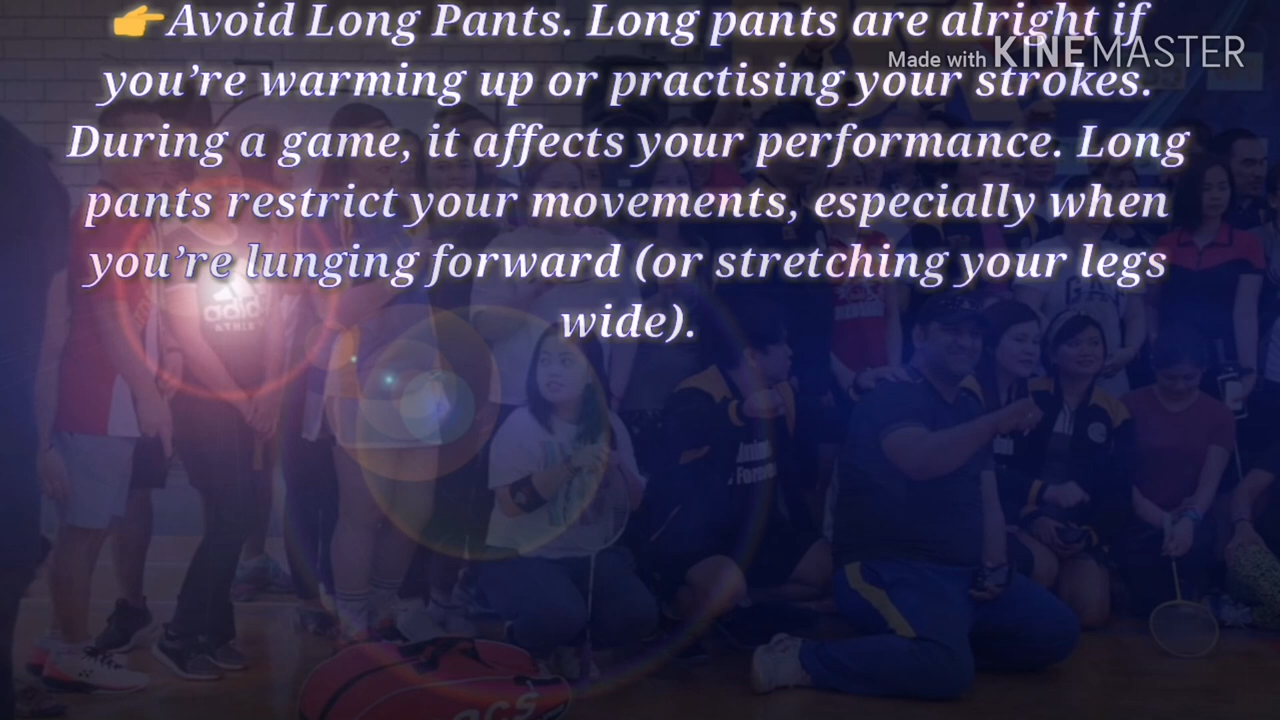 👉Avoid Long Pants. Long pants are alright if
Made with KINEMASTER
you're warming up or practising your strokes.
During a game, it affects your performance. Long
pants restrict your movements, especially when
you're lunging forward (or stretching your legs
wide).
adidas